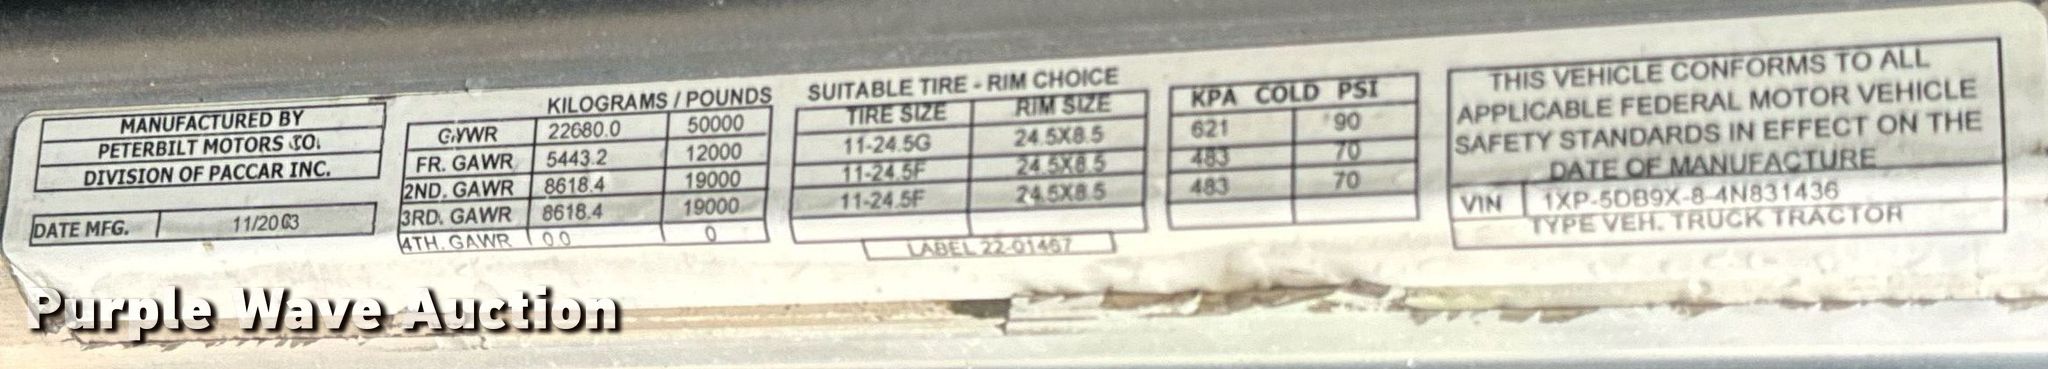 MANUFACTURED BY
PETERBILT MOTORS CO.
DIVISION OF PACCAR INC.
DATE MFG. 11/2003
KILOGRAMS / POUNDS
GVWR 22680.0 50000
FR. GAWR 5443.2 12000
2ND. GAWR 8618.4 19000
3RD. GAWR 8618.4 19000
4TH. GAWR 0.0 0
SUITABLE TIRE - RIM CHOICE
TIRE SIZE RIM SIZE
11-24.5G 24.5X8.5
11-24.5F 24.5X8.5
11-24.5F 24.5X8.5
LABEL 22-01467
KPA COLD PSI
621 90
483 70
483 70
THIS VEHICLE CONFORMS TO ALL
APPLICABLE FEDERAL MOTOR VEHICLE
SAFETY STANDARDS IN EFFECT ON THE
DATE OF MANUFACTURE
VIN 1XP-5DB9X-8-4N831436
TYPE VEH. TRUCK TRACTOR
Purple Wave Auction